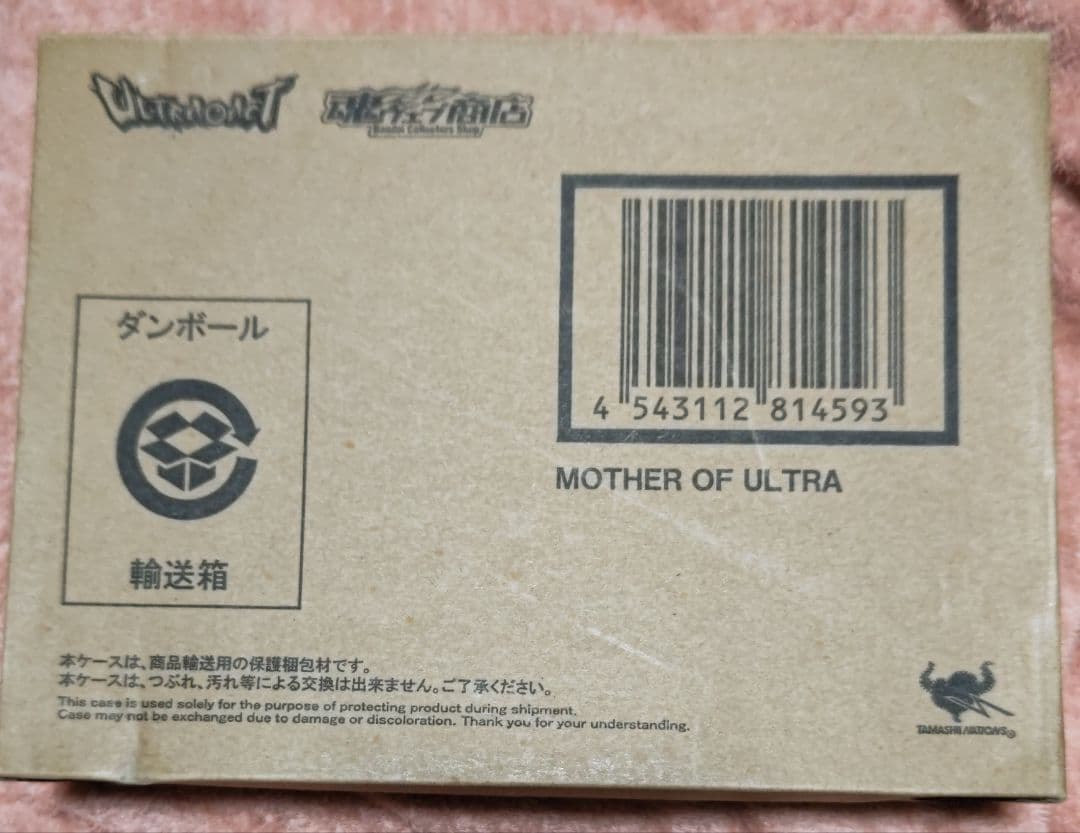 ULTRA-ACT
魂ウェブ商店
Bandai Collectors Shop
4 543112 814593
MOTHER OF ULTRA
ダンボール
輸送箱
本ケースは、商品輸送用の保護梱包材です。
本ケースは、つぶれ、汚れ等による交換は出来ません。ご了承ください。
This case is used solely for the purpose of protecting product during shipment.
Case may not be exchanged due to damage or discoloration. Thank you for your understanding.
TAMASHII NATIONS